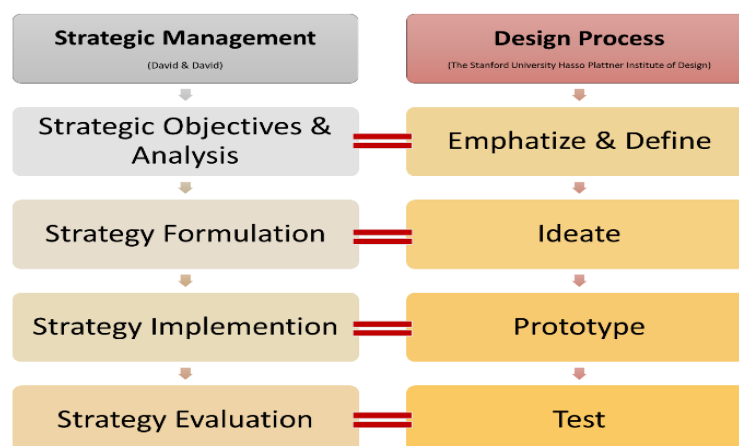 Strategic Management
(David & David)
Design Process
(The Stanford University Hasso Plattner Institute of Design)
Strategic Objectives &
Analysis
Emphatize & Define
Strategy Formulation
Ideate
Strategy Implemention
Prototype
Strategy Evaluation
Test